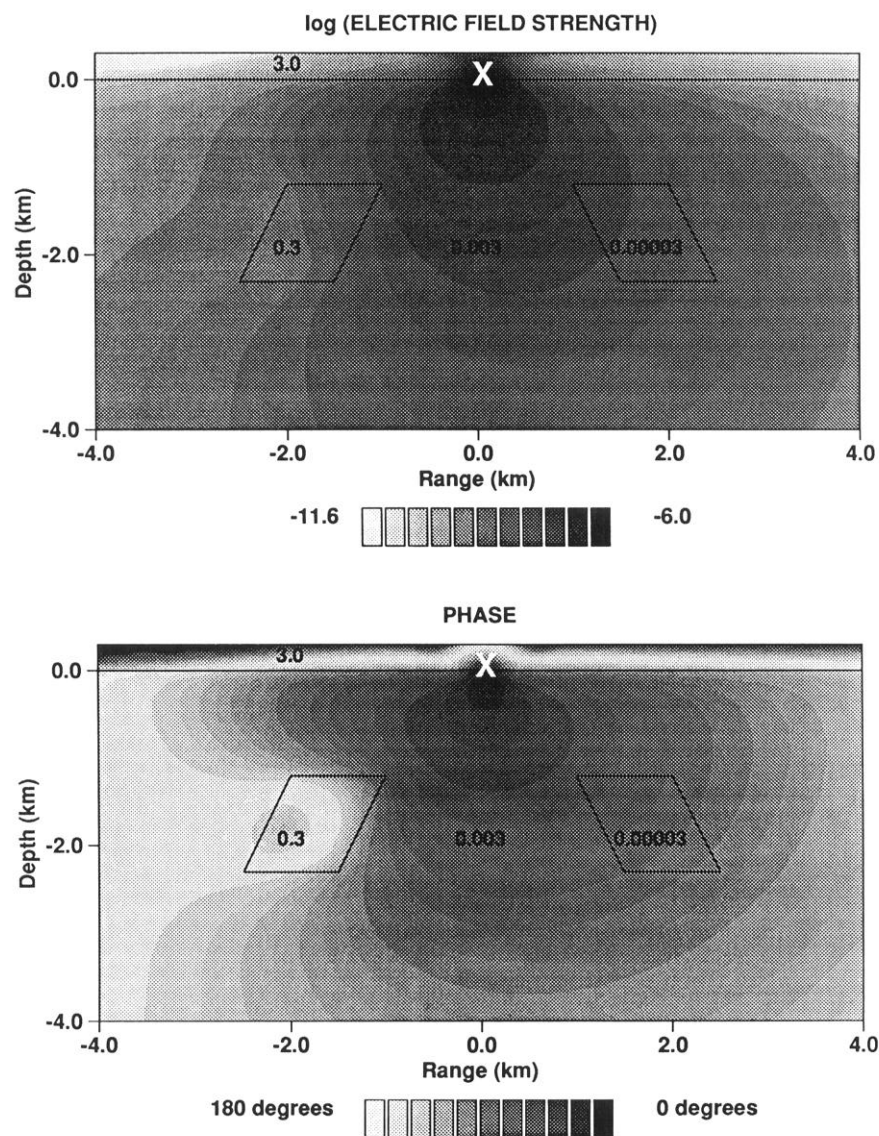 log (ELECTRIC FIELD STRENGTH)
3.0
X
0.0
-2.0
-4.0
Depth (km)
0.3
0.003
0.00003
-4.0
-2.0
0.0
2.0
4.0
Range (km)
-11.6
-6.0
PHASE
3.0
X
0.0
-2.0
-4.0
Depth (km)
0.3
0.003
0.00003
-4.0
-2.0
0.0
2.0
4.0
Range (km)
180 degrees
0 degrees